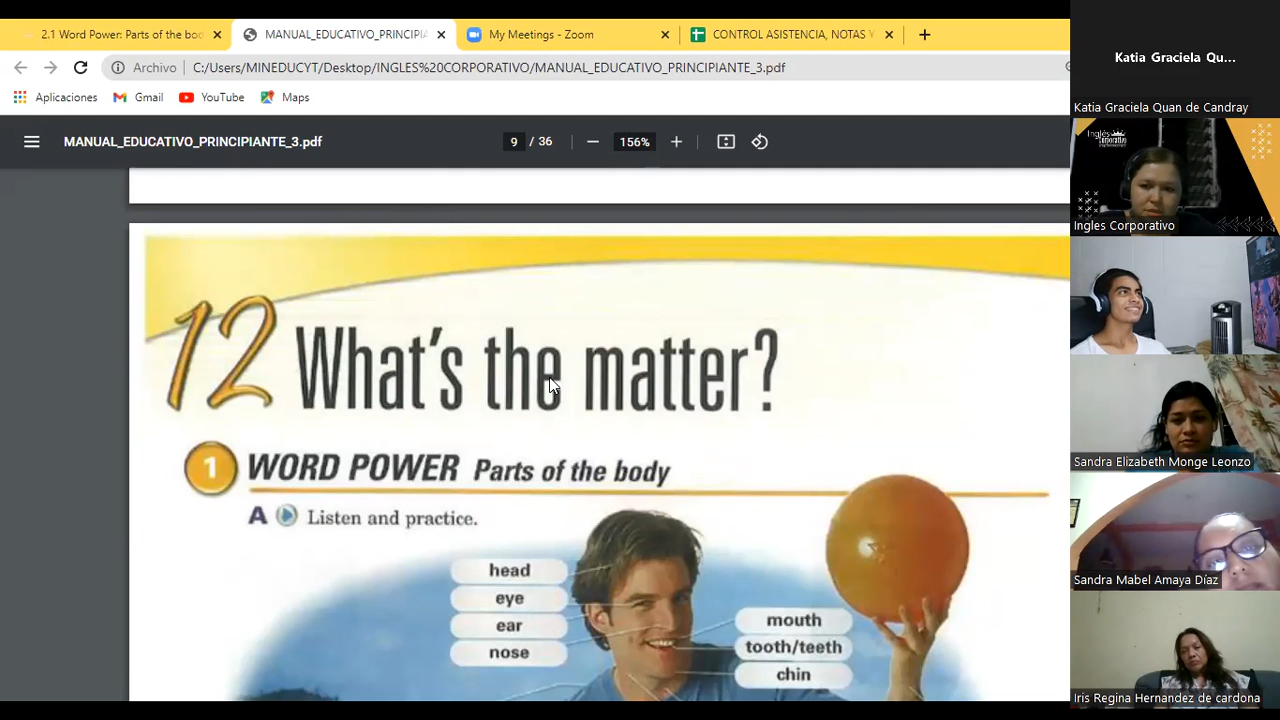 2.1 Word Power: Parts of the bo
MANUAL_EDUCATIVO_PRINCIPIA
My Meetings - Zoom
CONTROL ASISTENCIA, NOTAS Y
Archivo
C:/Users/MINEDUCYT/Desktop/INGLES%20CORPORATIVO/MANUAL_EDUCATIVO_PRINCIPIANTE_3.pdf
Aplicaciones
Gmail
YouTube
Maps
MANUAL_EDUCATIVO_PRINCIPIANTE_3.pdf
9 / 36
156%
12 What's the matter?
1 WORD POWER Parts of the body
A Listen and practice.
head
eye
ear
nose
mouth
tooth/teeth
chin
Katia Graciela Qu...
Katia Graciela Quan de Candray
Inglés
Corporativo
Ingles Corporativo
Sandra Elizabeth Monge Leonzo
Sandra Mabel Amaya Díaz
Iris Regina Hernandez de cardona